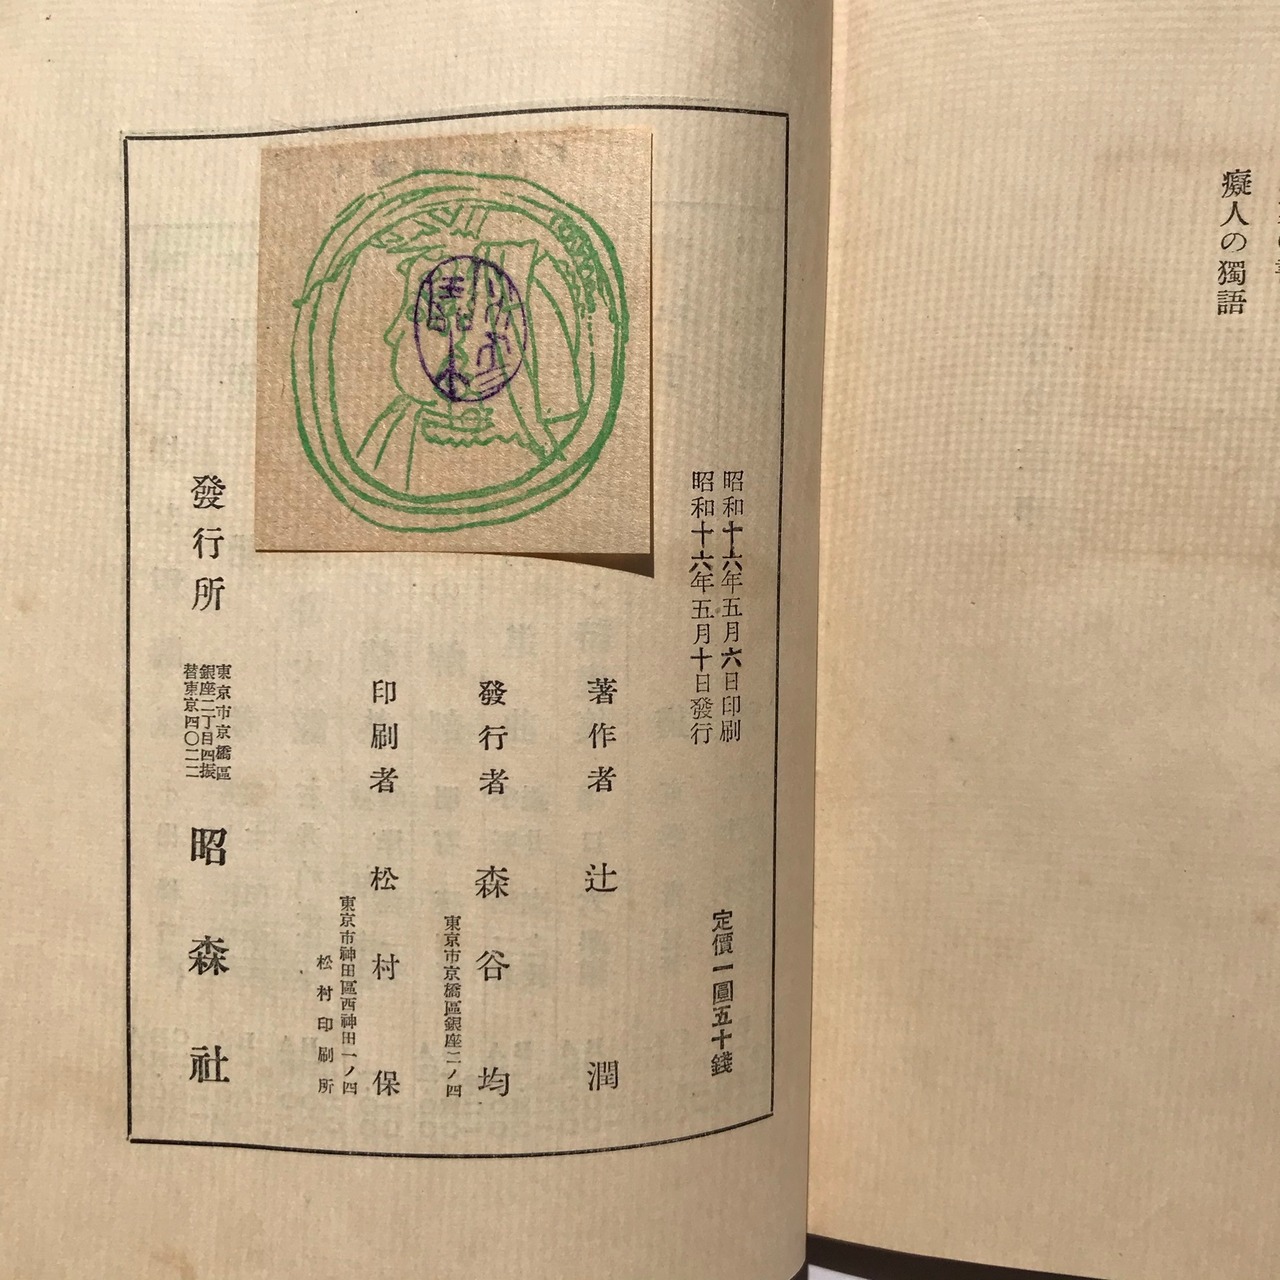 癡人の獨語
昭和十六年五月六日印刷
昭和十六年五月十日發行
定價一圓五十錢
著作者 辻潤
發行者 森谷均
東京市京橋區銀座二ノ四
印刷者 松村保
東京市神田區西神田一ノ四
松村印刷所
發行所
東京市京橋區
銀座二丁目四振
替東京四〇二二
昭森社